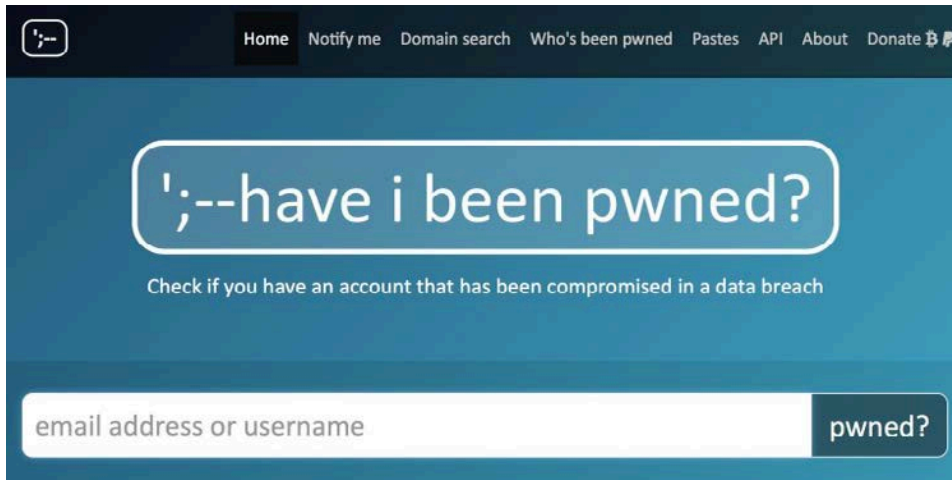 ';--
Home Notify me Domain search Who's been pwned Pastes API About Donate
';--have i been pwned?
Check if you have an account that has been compromised in a data breach
email address or username
pwned?